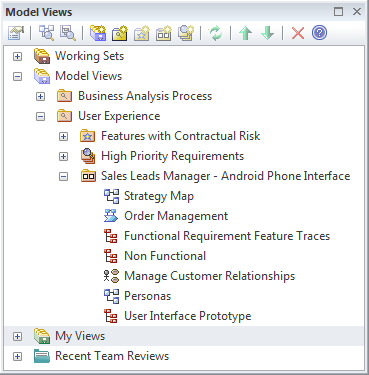 Model Views
Working Sets
Model Views
Business Analysis Process
User Experience
Features with Contractual Risk
High Priority Requirements
Sales Leads Manager - Android Phone Interface
Strategy Map
Order Management
Functional Requirement Feature Traces
Non Functional
Manage Customer Relationships
Personas
User Interface Prototype
My Views
Recent Team Reviews